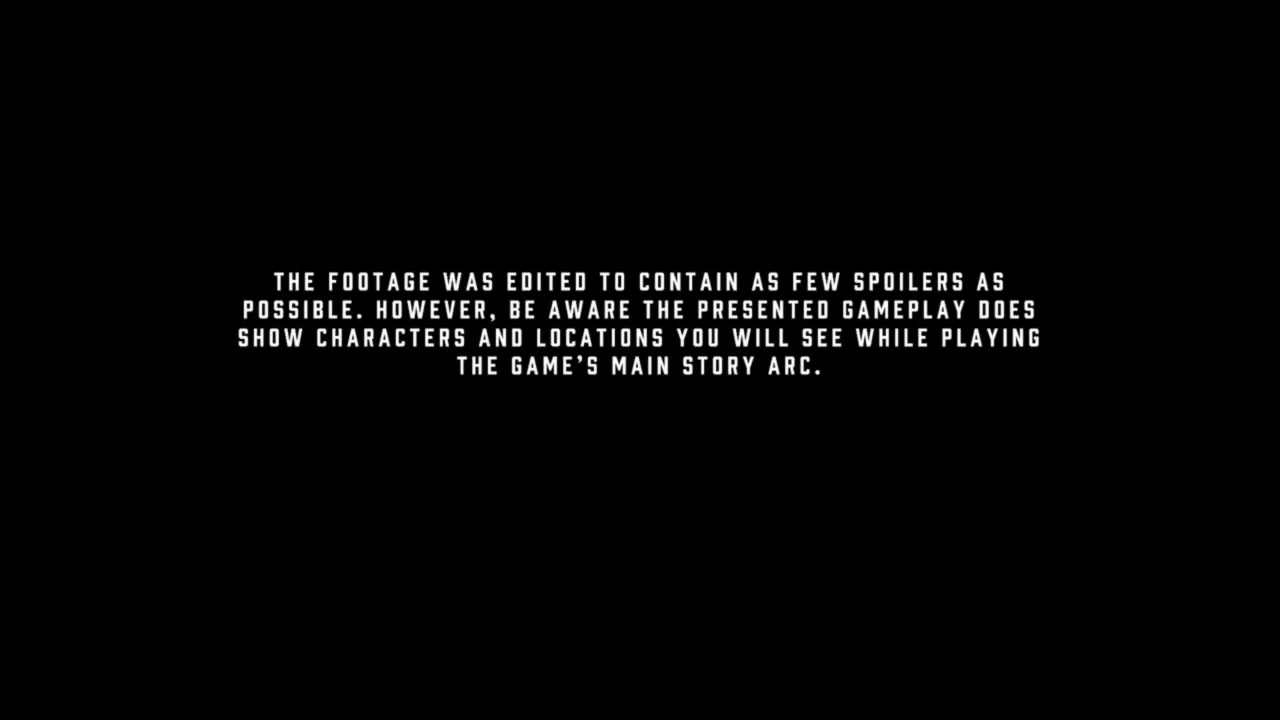 THE FOOTAGE WAS EDITED TO CONTAIN AS FEW SPOILERS AS
POSSIBLE. HOWEVER, BE AWARE THE PRESENTED GAMEPLAY DOES
SHOW CHARACTERS AND LOCATIONS YOU WILL SEE WHILE PLAYING
THE GAME’S MAIN STORY ARC.